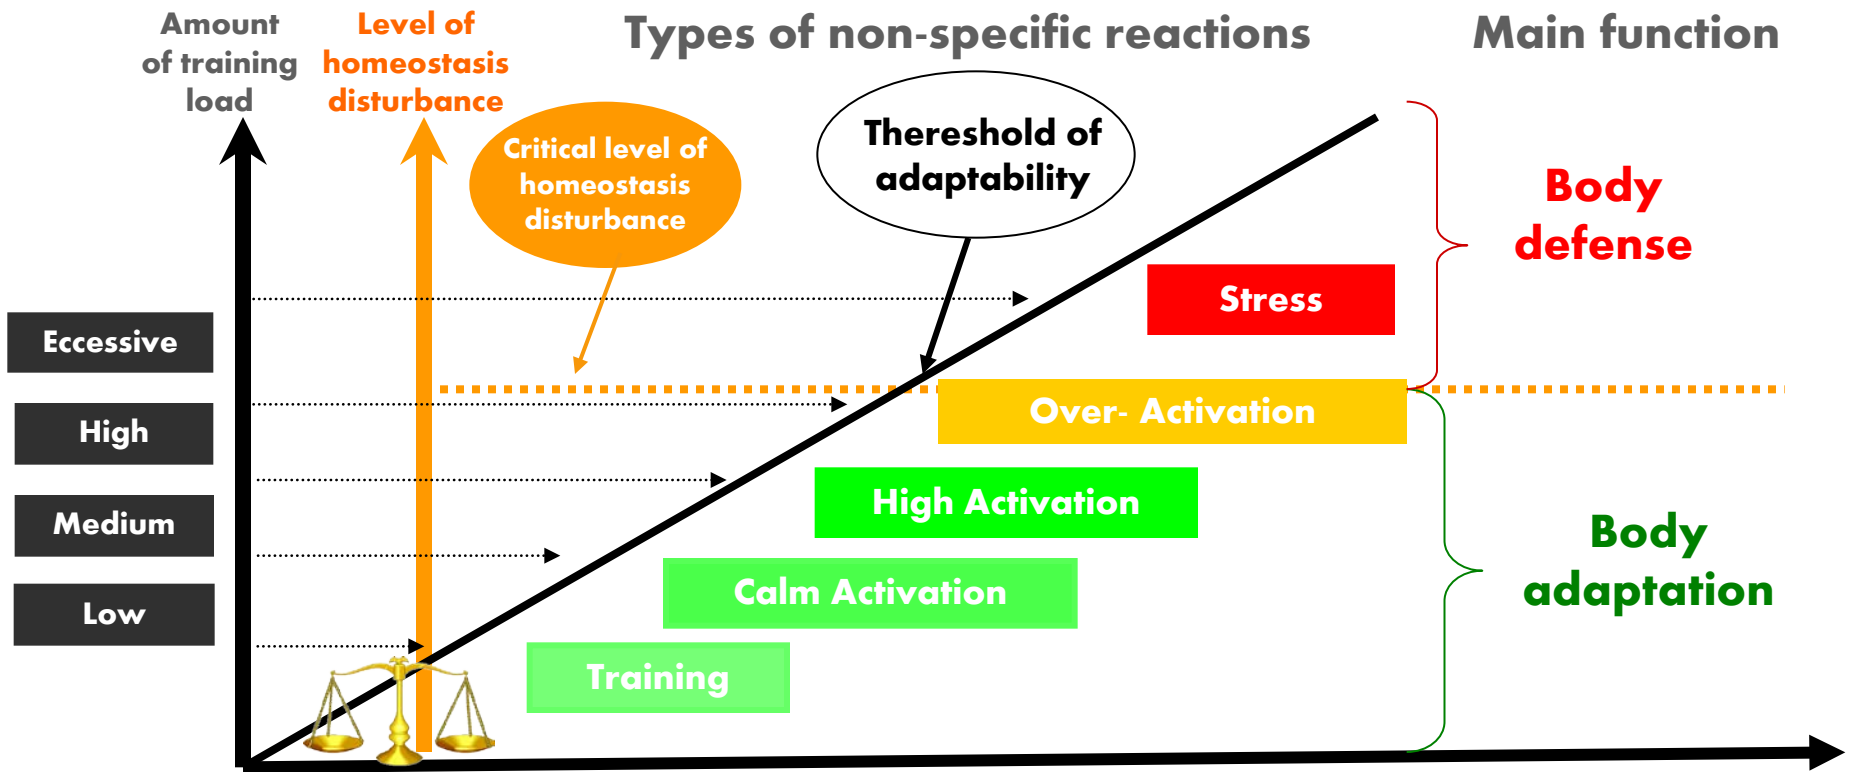 Amount
of training
load
Level of
homeostasis
disturbance
Types of non-specific reactions
Main function
Critical level of
homeostasis
disturbance
Thereshold of
adaptability
Body
defense
Stress
Eccessive
Over- Activation
High
High Activation
Medium
Body
adaptation
Calm Activation
Low
Training